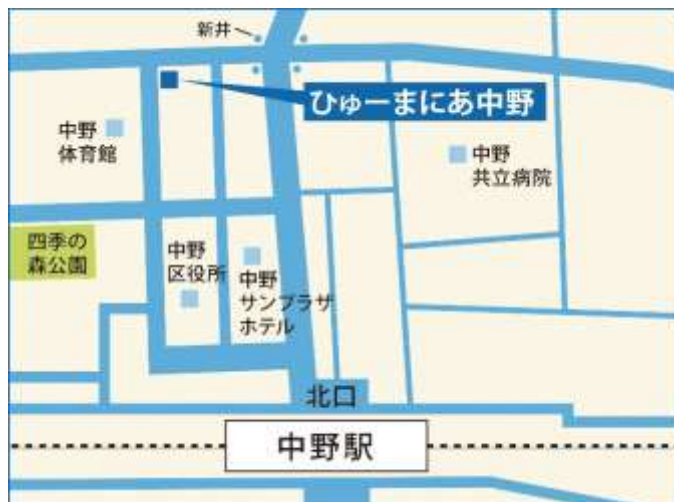 新井
ひゅーまにあ中野
中野
体育館
中野
共立病院
四季の
森公園
中野
区役所
中野
サンプラザ
ホテル
北口
中野駅